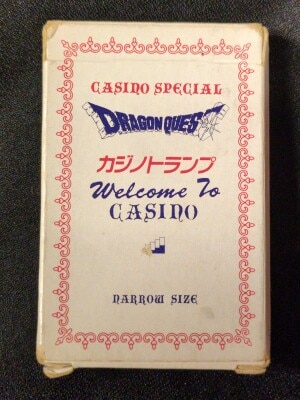 CASINO SPECIAL
DRAGON QUEST
カジノトランプ
Welcome To
CASINO
NARROW SIZE